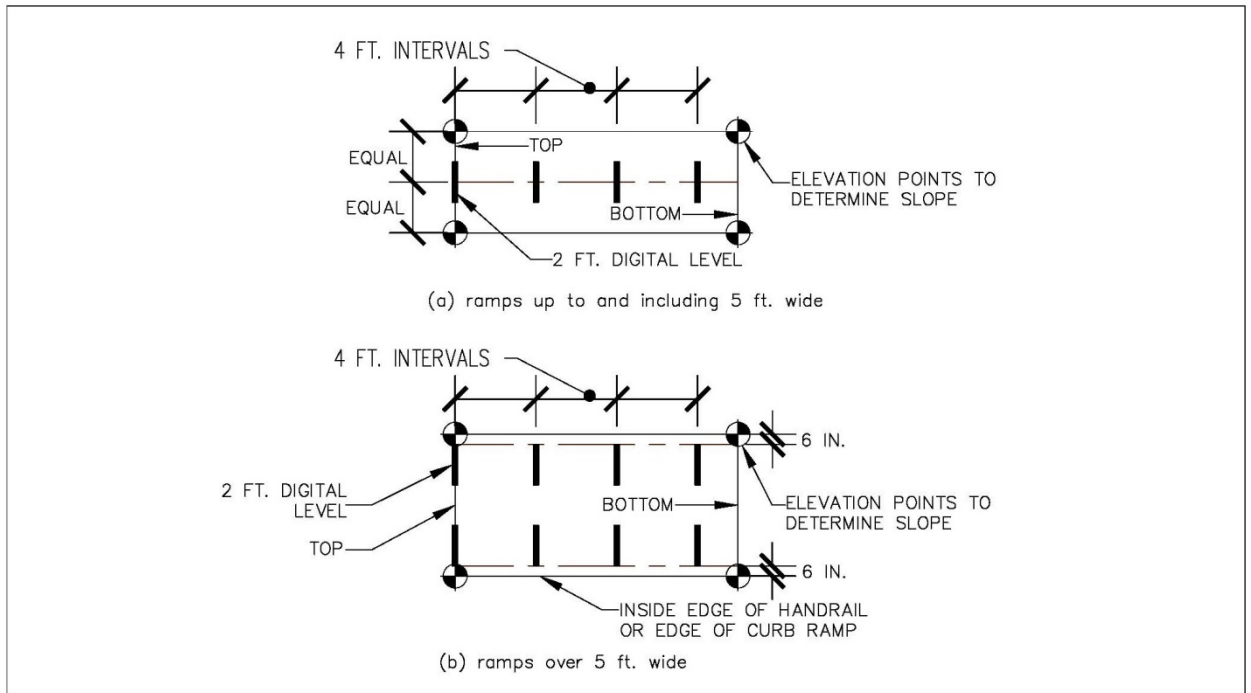 4 FT. INTERVALS
TOP
EQUAL
ELEVATION POINTS TO
DETERMINE SLOPE
EQUAL
BOTTOM
2 FT. DIGITAL LEVEL
(a) ramps up to and including 5 ft. wide
4 FT. INTERVALS
6 IN.
2 FT. DIGITAL
LEVEL
BOTTOM
ELEVATION POINTS TO
DETERMINE SLOPE
TOP
6 IN.
INSIDE EDGE OF HANDRAIL
OR EDGE OF CURB RAMP
(b) ramps over 5 ft. wide